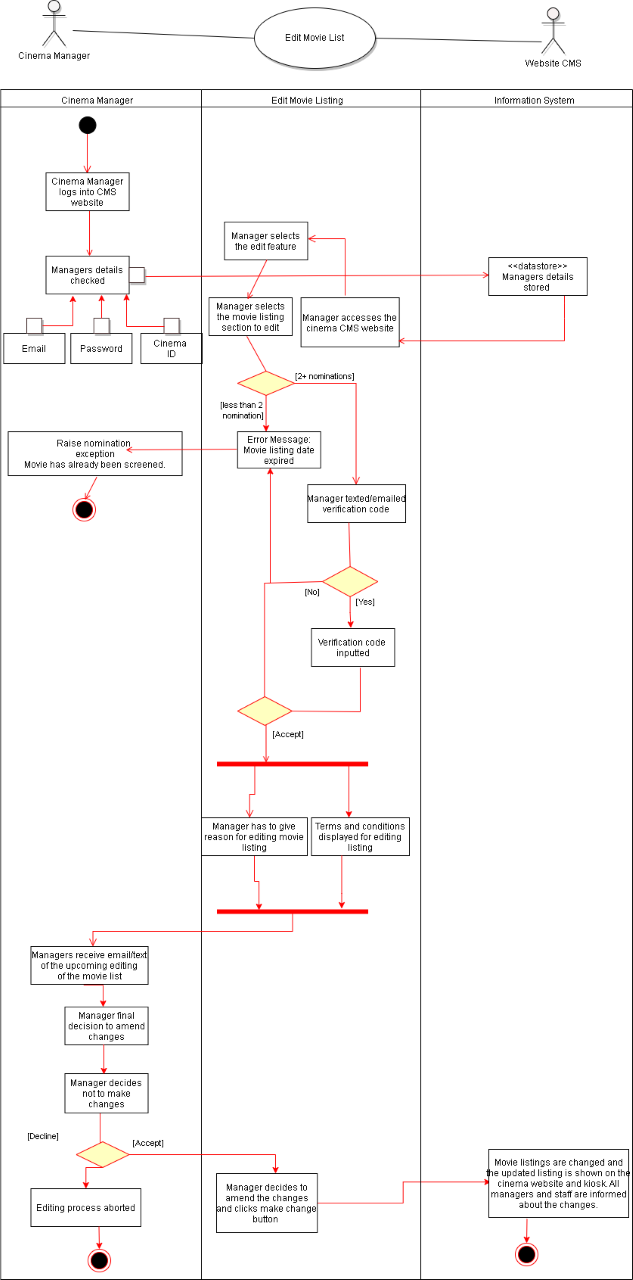 Edit Movie List
Cinema Manager
Website CMS
Cinema Manager
Edit Movie Listing
Information System
Cinema Manager
logs into CMS
website
Manager selects
the edit feature
Managers details
checked
<<datastore>>
Managers details
stored
Manager selects
the movie listing
section to edit
Manager accesses the
cinema CMS website
Email
Password
Cinema
ID
[2+ nominations]
[less than 2
nomination]
Raise nomination
exception
Movie has already been screened.
Error Message:
Movie listing date
expired
Manager texted/emailed
verification code
[No]
[Yes]
Verification code
inputted
[Accept]
Manager has to give
reason for editing movie
listing
Terms and conditions
displayed for editing
listing
Managers receive email/text
of the upcoming editing
of the movie list
Manager final
decision to amend
changes
Manager decides
not to make
changes
[Decline]
[Accept]
Editing process aborted
Manager decides to
amend the changes
and clicks make change
button
Movie listings are changed and
the updated listing is shown on the
cinema website and kiosk. All
managers and staff are informed
about the changes.